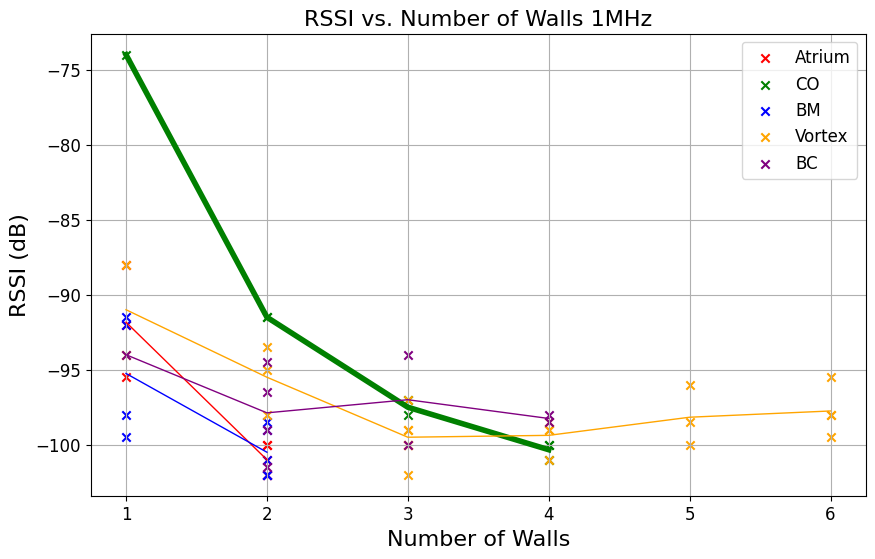 RSSI vs. Number of Walls 1MHz
Atrium
CO
BM
Vortex
BC
RSSI (dB)
−75
−80
−85
−90
−95
−100
1 2 3 4 5 6
Number of Walls